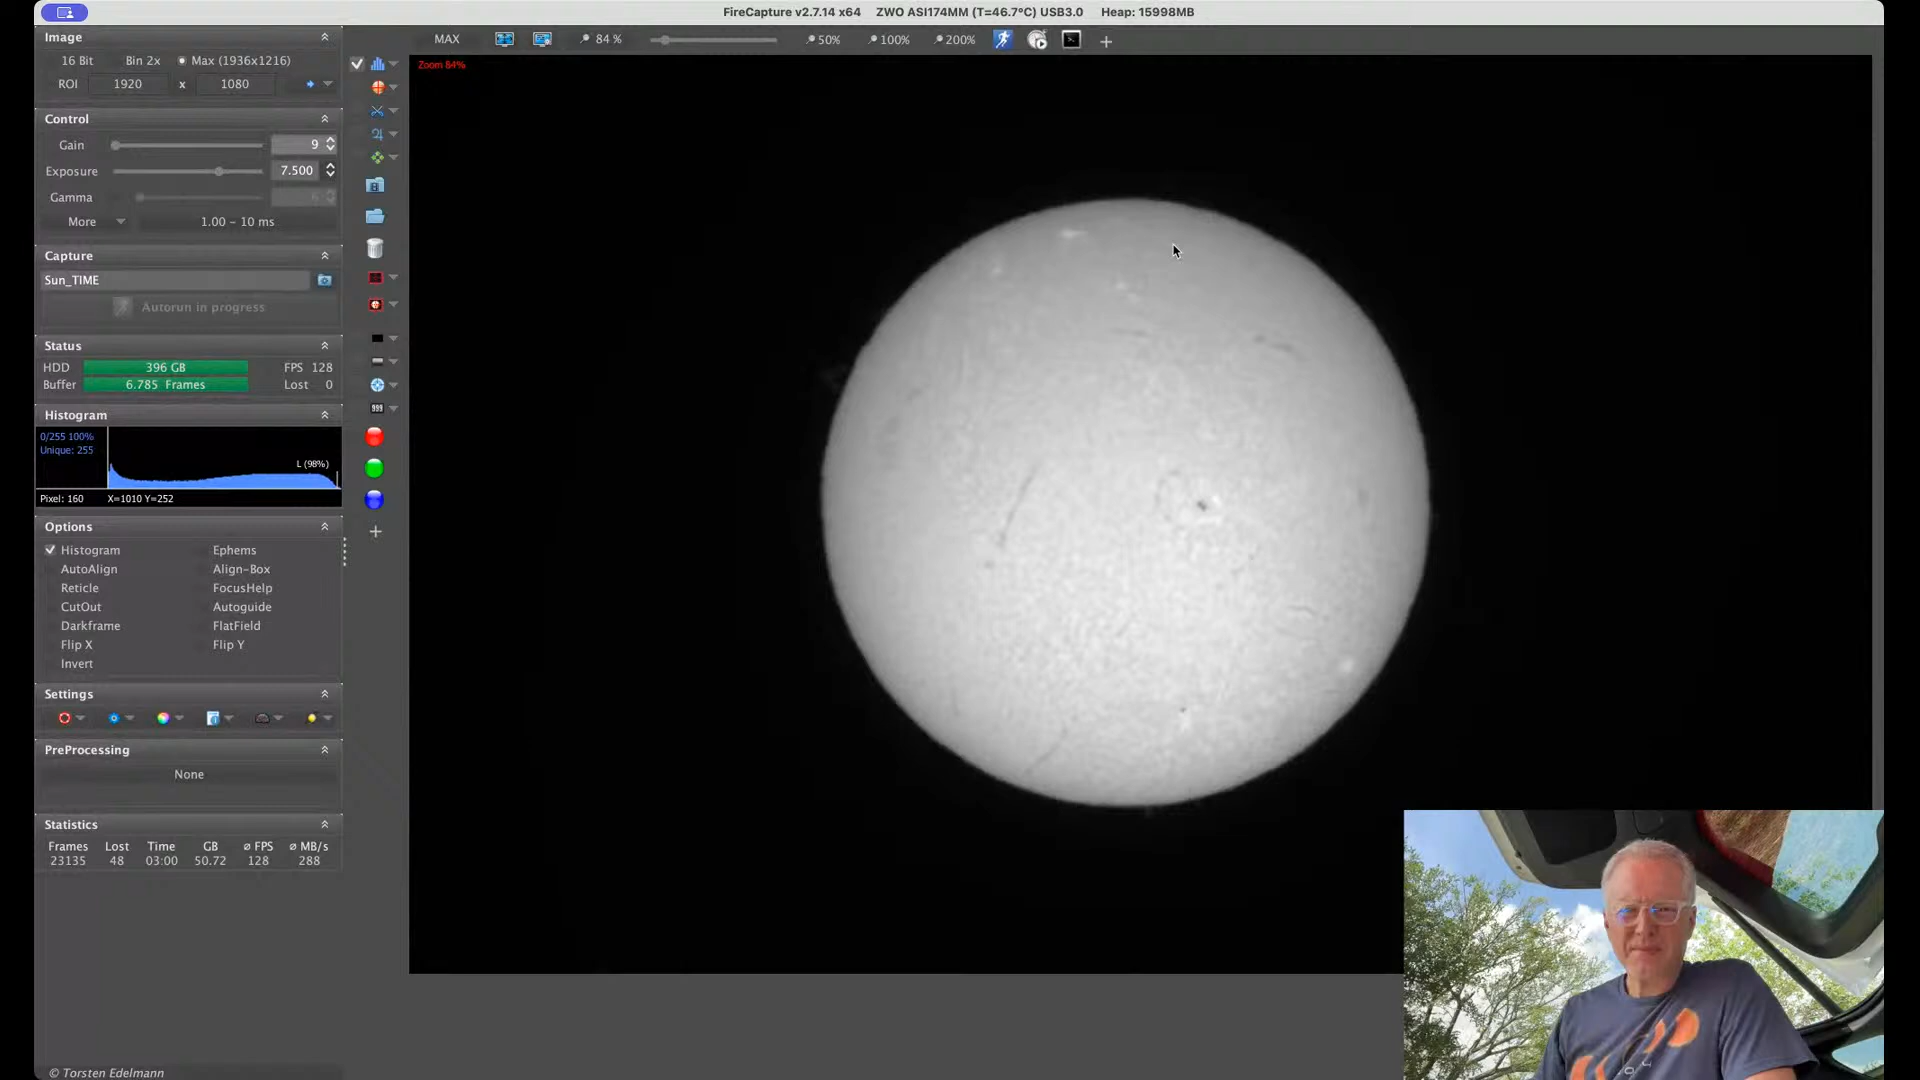 FireCapture v2.7.14 x64 ZWO ASI174MM (T=46.7°C) USB3.0 Heap: 15998MB
Image
MAX 84 % 50% 100% 200%
16 Bit Bin 2x Max (1936x1216)
Zoom 84%
ROI 1920 x 1080
Control
Gain 9
Exposure 7.500
Gamma 6
More 1.00 - 10 ms
Capture
Sun_TIME
Autorun in progress
Status
HDD 396 GB FPS 128
Buffer 6.785 Frames Lost 0
999
Histogram
0/255 100%
Unique: 255
L (98%)
Pixel: 160 X=1010 Y=252
Options
Histogram Ephems
AutoAlign Align-Box
Reticle FocusHelp
CutOut Autoguide
Darkframe FlatField
Flip X Flip Y
Invert
Settings
PreProcessing
None
Statistics
Frames Lost Time GB ø FPS ø MB/s
23135 48 03:00 50.72 128 288
© Torsten Edelmann